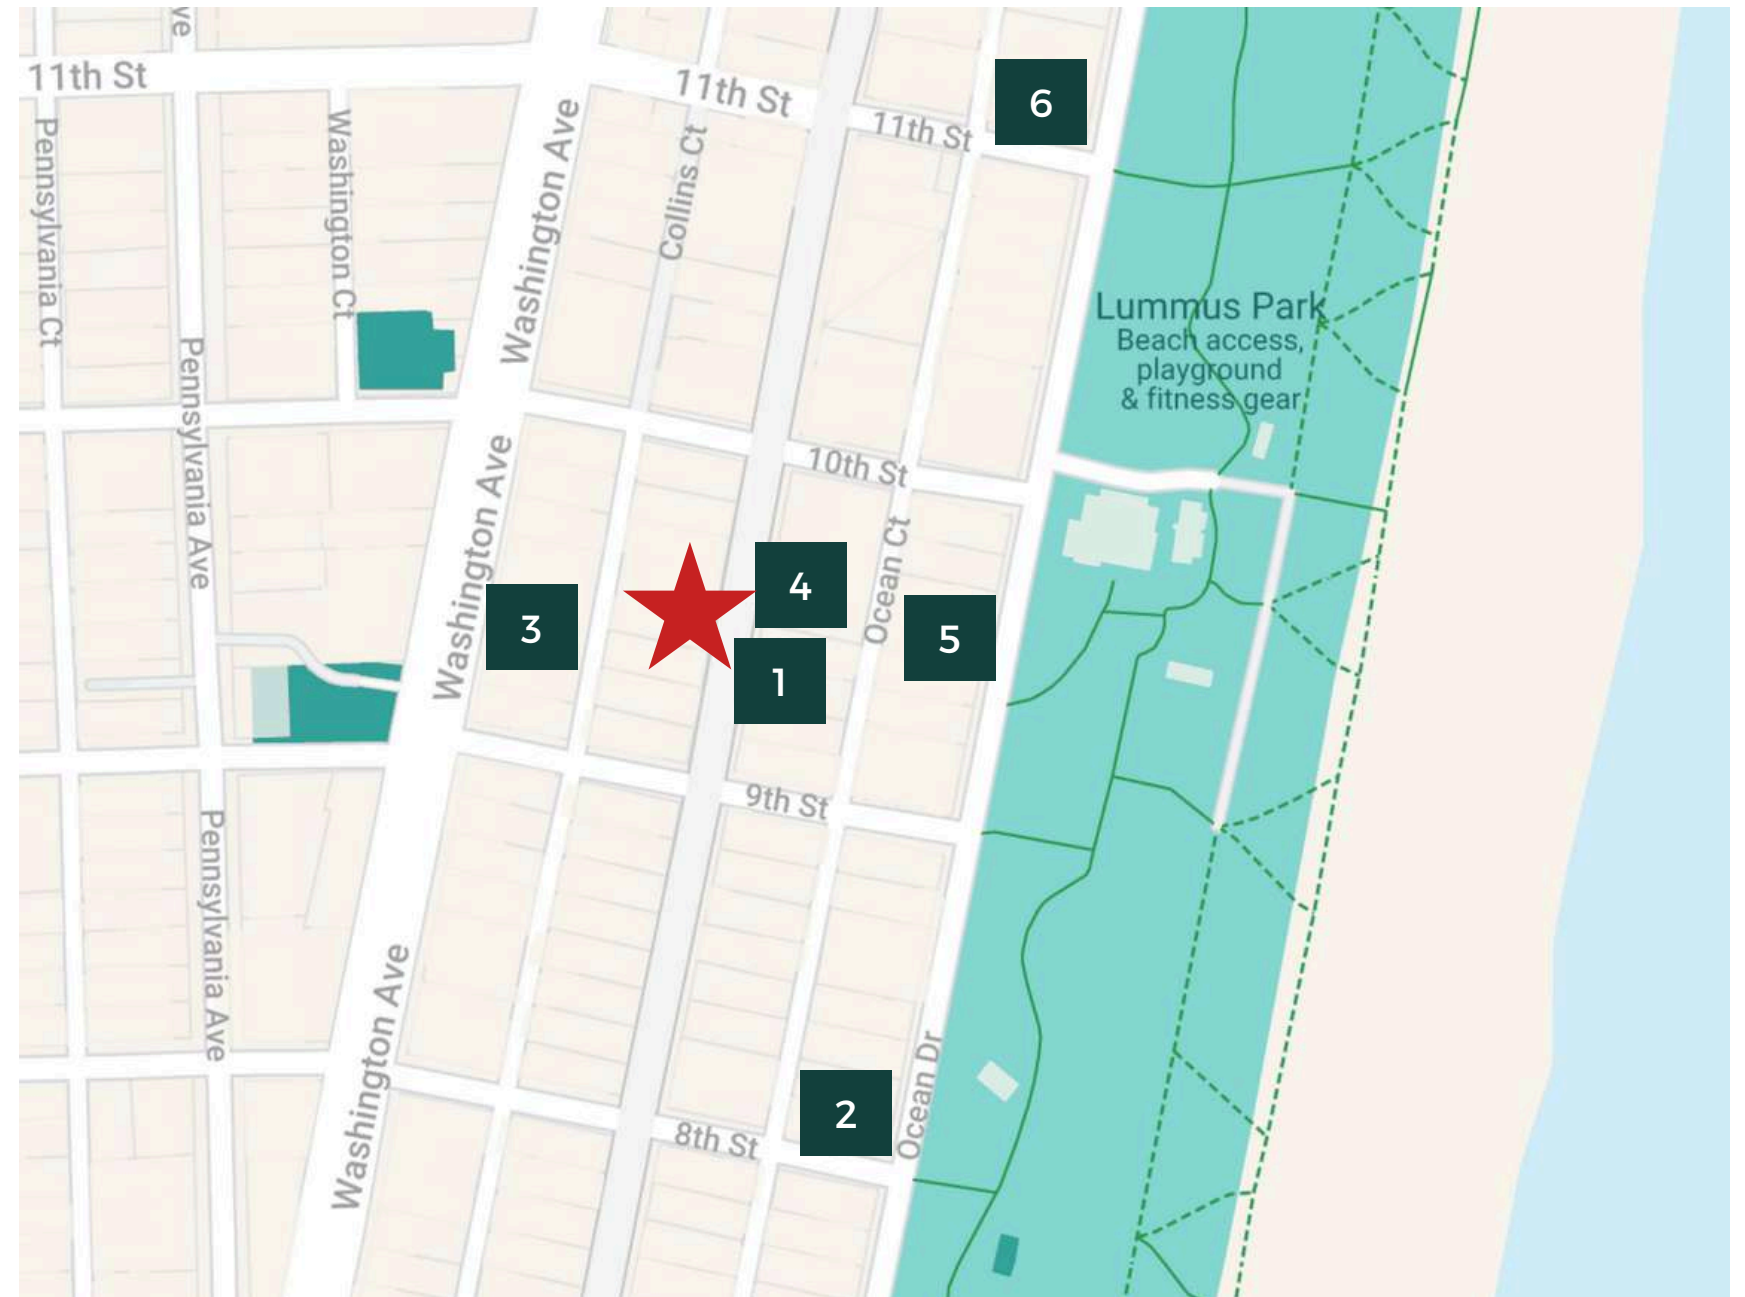 ve
11th St
11th St
11th St
6
Pennsylvania Ct
Washington Ct
Washington Ave
Collins Ct
Lummus Park
Beach access,
playground
& fitness gear
Pennsylvania Ave
Washington Ave
10th St
Ocean Ct
3
4
5
1
9th St
Pennsylvania Ave
Washington Ave
Ocean Dr
2
8th St